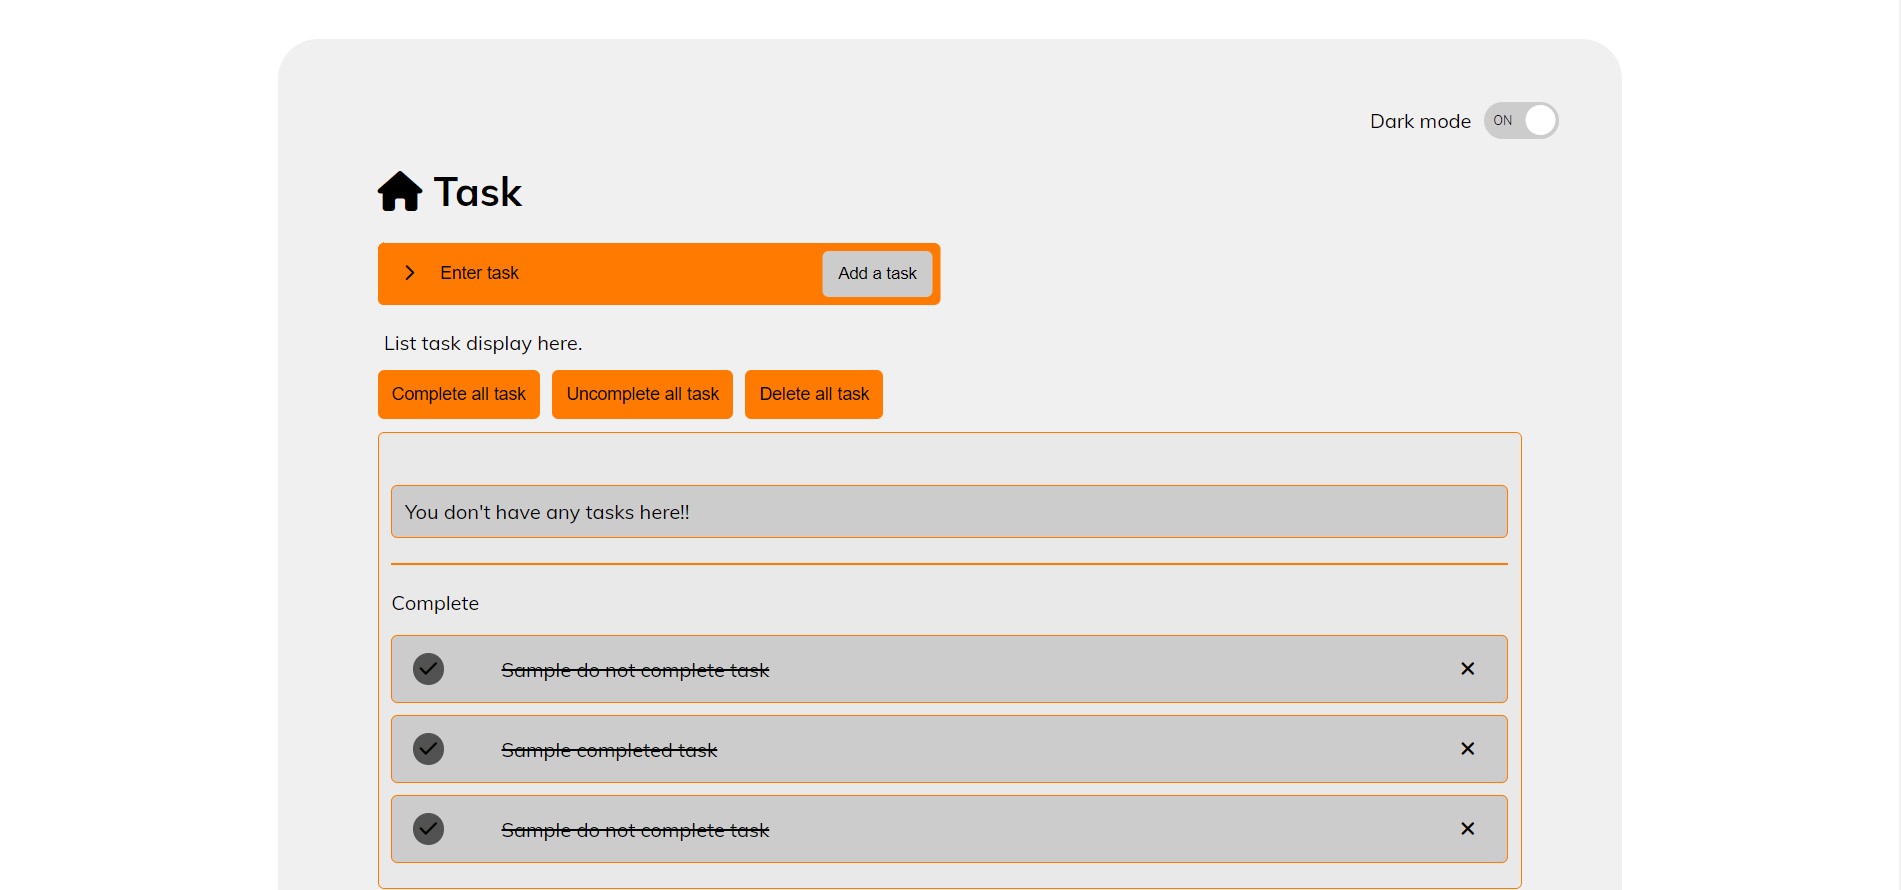 Dark mode ON
Task
Enter task Add a task
List task display here.
Complete all task Uncomplete all task Delete all task
You don't have any tasks here!!
Complete
Sample do not complete task
Sample completed task
Sample do not complete task